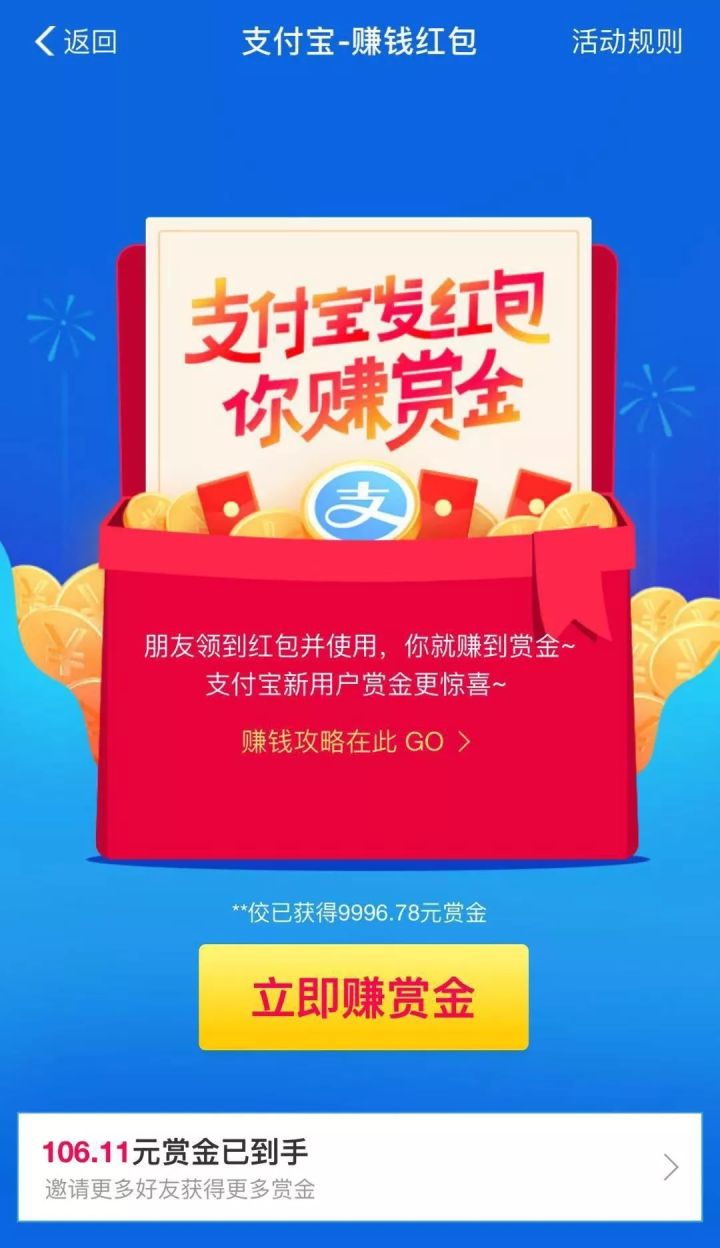 返回
支付宝-赚钱红包
活动规则
支付宝发红包
你赚赏金
支
朋友领到红包并使用，你就赚到赏金~
支付宝新用户赏金更惊喜~
赚钱攻略在此 GO >
**佼已获得9996.78元赏金
立即赚赏金
106.11元赏金已到手
邀请更多好友获得更多赏金